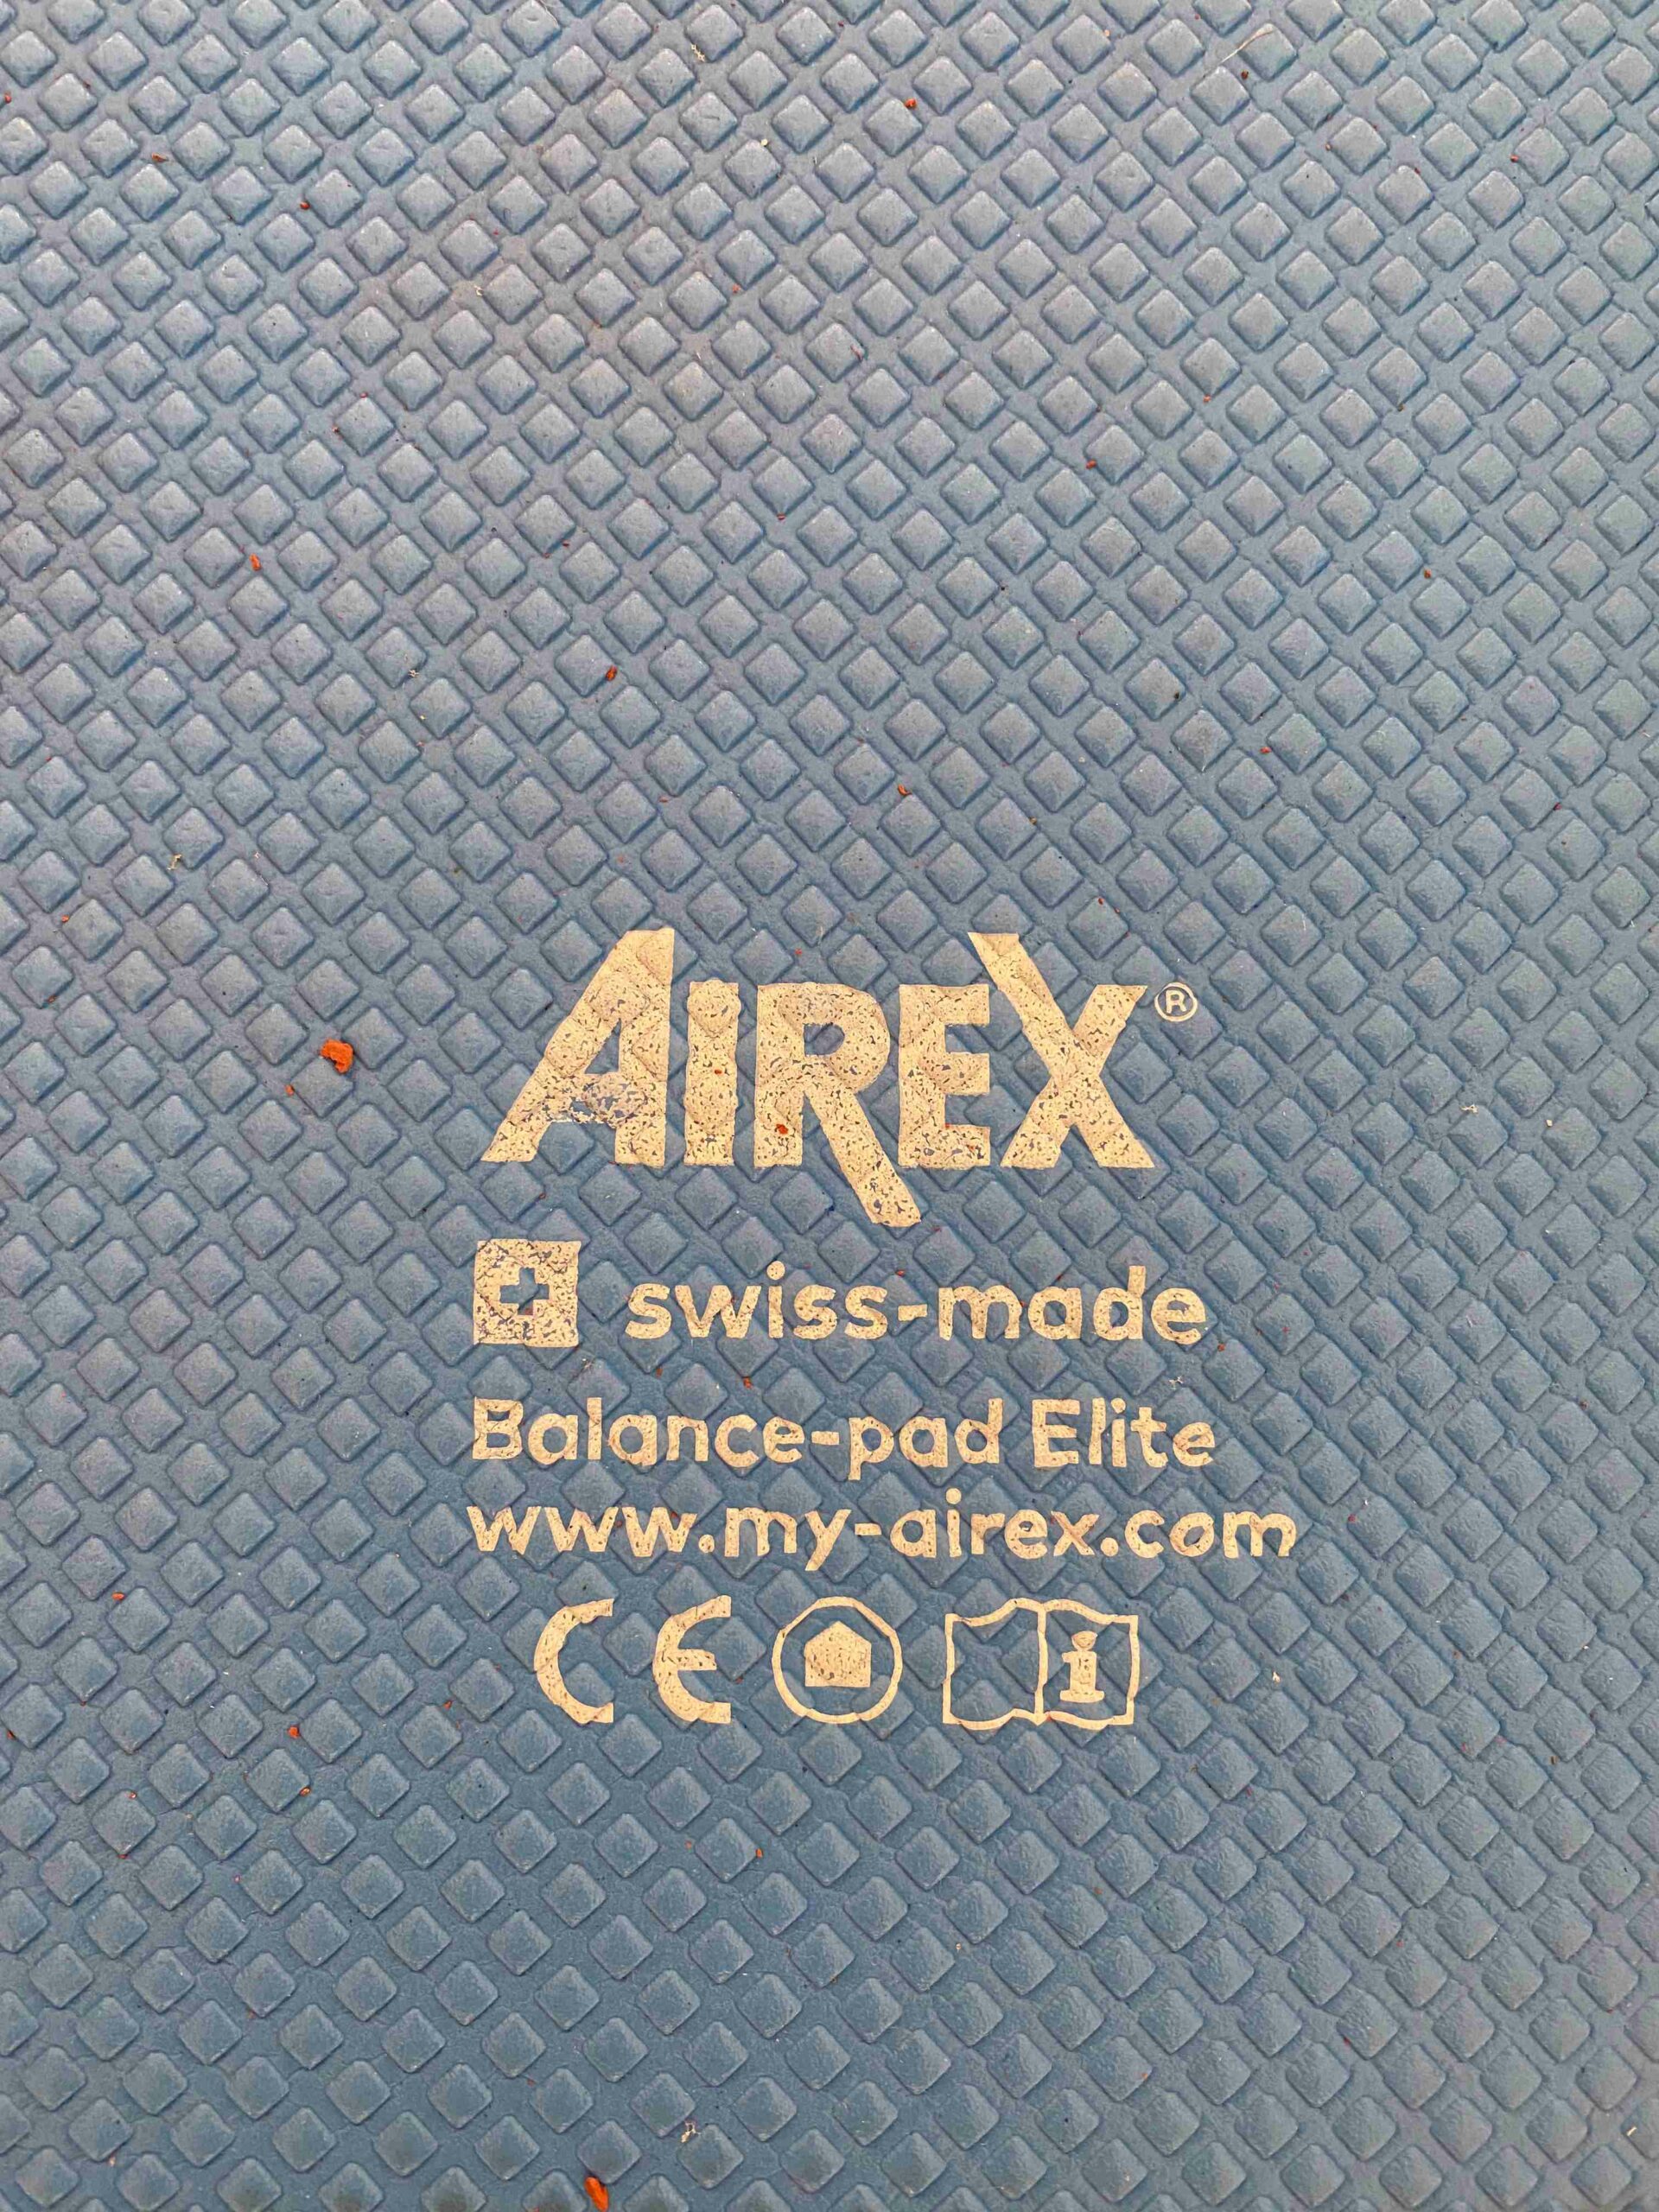 AIREX®
swiss-made
Balance-pad Elite
www.my-airex.com
CE i